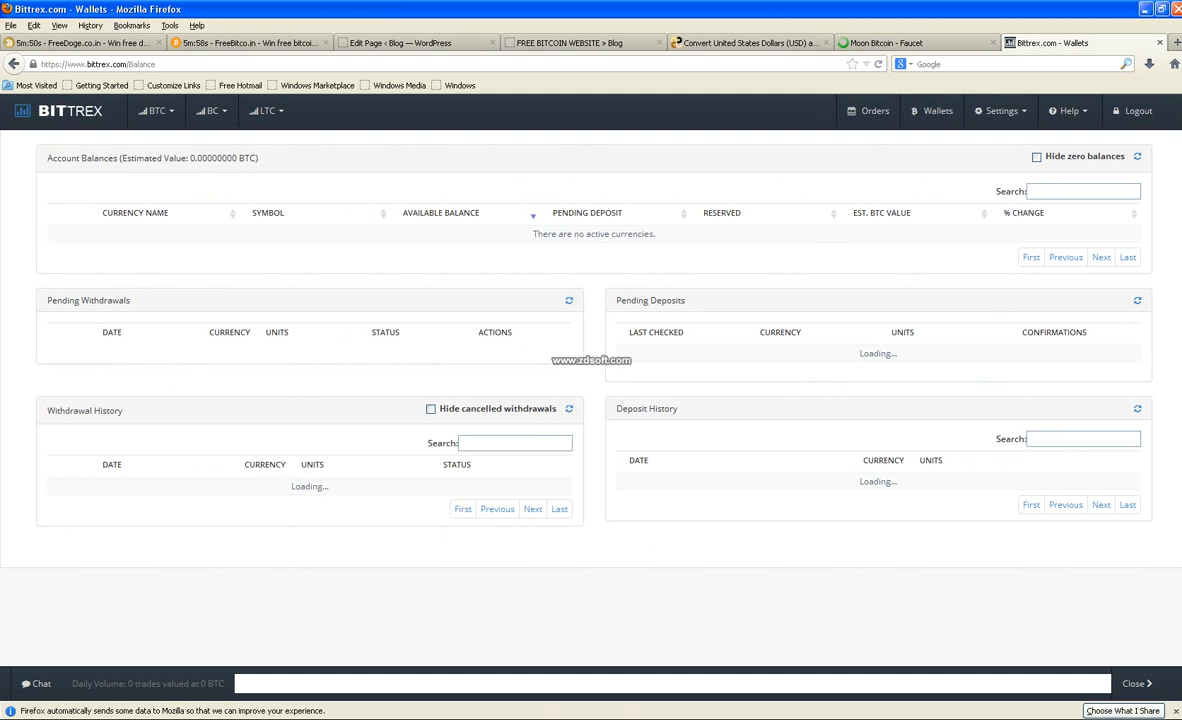 Bittrex.com - Wallets - Mozilla Firefox
File Edit View History Bookmarks Tools Help
5m:50s - FreeDoge.co.in - Win free d... 5m:58s - FreeBitco.in - Win free bitcoi... Edit Page ‹ Blog — WordPress FREE BITCOIN WEBSITE » Blog Convert United States Dollars (USD) a... Moon Bitcoin - Faucet Bittrex.com - Wallets
https://www.bittrex.com/Balance Google
Most Visited Getting Started Customize Links Free Hotmail Windows Marketplace Windows Media Windows
BITTREX BTC BC LTC Orders Wallets Settings Help Logout
Account Balances (Estimated Value: 0.00000000 BTC) Hide zero balances
Search:
CURRENCY NAME SYMBOL AVAILABLE BALANCE PENDING DEPOSIT RESERVED EST. BTC VALUE % CHANGE
There are no active currencies.
First Previous Next Last
Pending Withdrawals
DATE CURRENCY UNITS STATUS ACTIONS
Pending Deposits
LAST CHECKED CURRENCY UNITS CONFIRMATIONS
Loading...
www.zdsoft.com
Withdrawal History Hide cancelled withdrawals
Search:
DATE CURRENCY UNITS STATUS
Loading...
First Previous Next Last
Deposit History
Search:
DATE CURRENCY UNITS
Loading...
First Previous Next Last
Chat Daily Volume: 0 trades valued at 0 BTC Close
Firefox automatically sends some data to Mozilla so that we can improve your experience. Choose What I Share